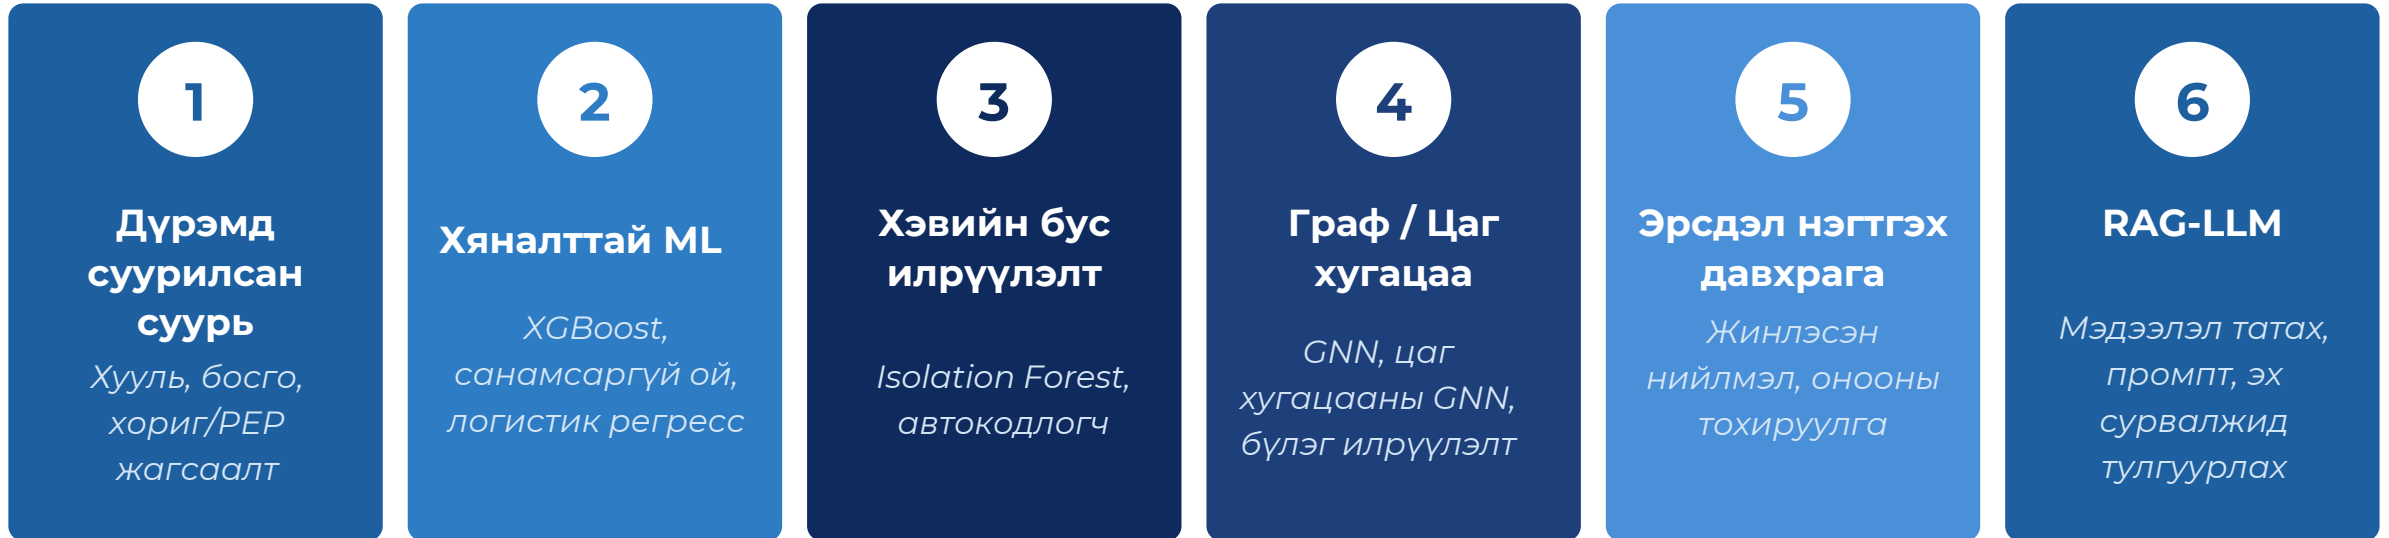 1
Дүрэмд
суурилсан
суурь
Хууль, босго,
хориг/PEP
жагсаалт
2
Хяналттай ML
XGBoost,
санамсаргүй ой,
логистик регресс
3
Хэвийн бус
илрүүлэлт
Isolation Forest,
автокодлогч
4
Граф / Цаг
хугацаа
GNN, цаг
хугацааны GNN,
бүлэг илрүүлэлт
5
Эрсдэл нэгтгэх
давхрага
Жинлэсэн
нийлмэл, онооны
тохируулга
6
RAG-LLM
Мэдээлэл татах,
промпт, эх
сурвалжид
тулгуурлах